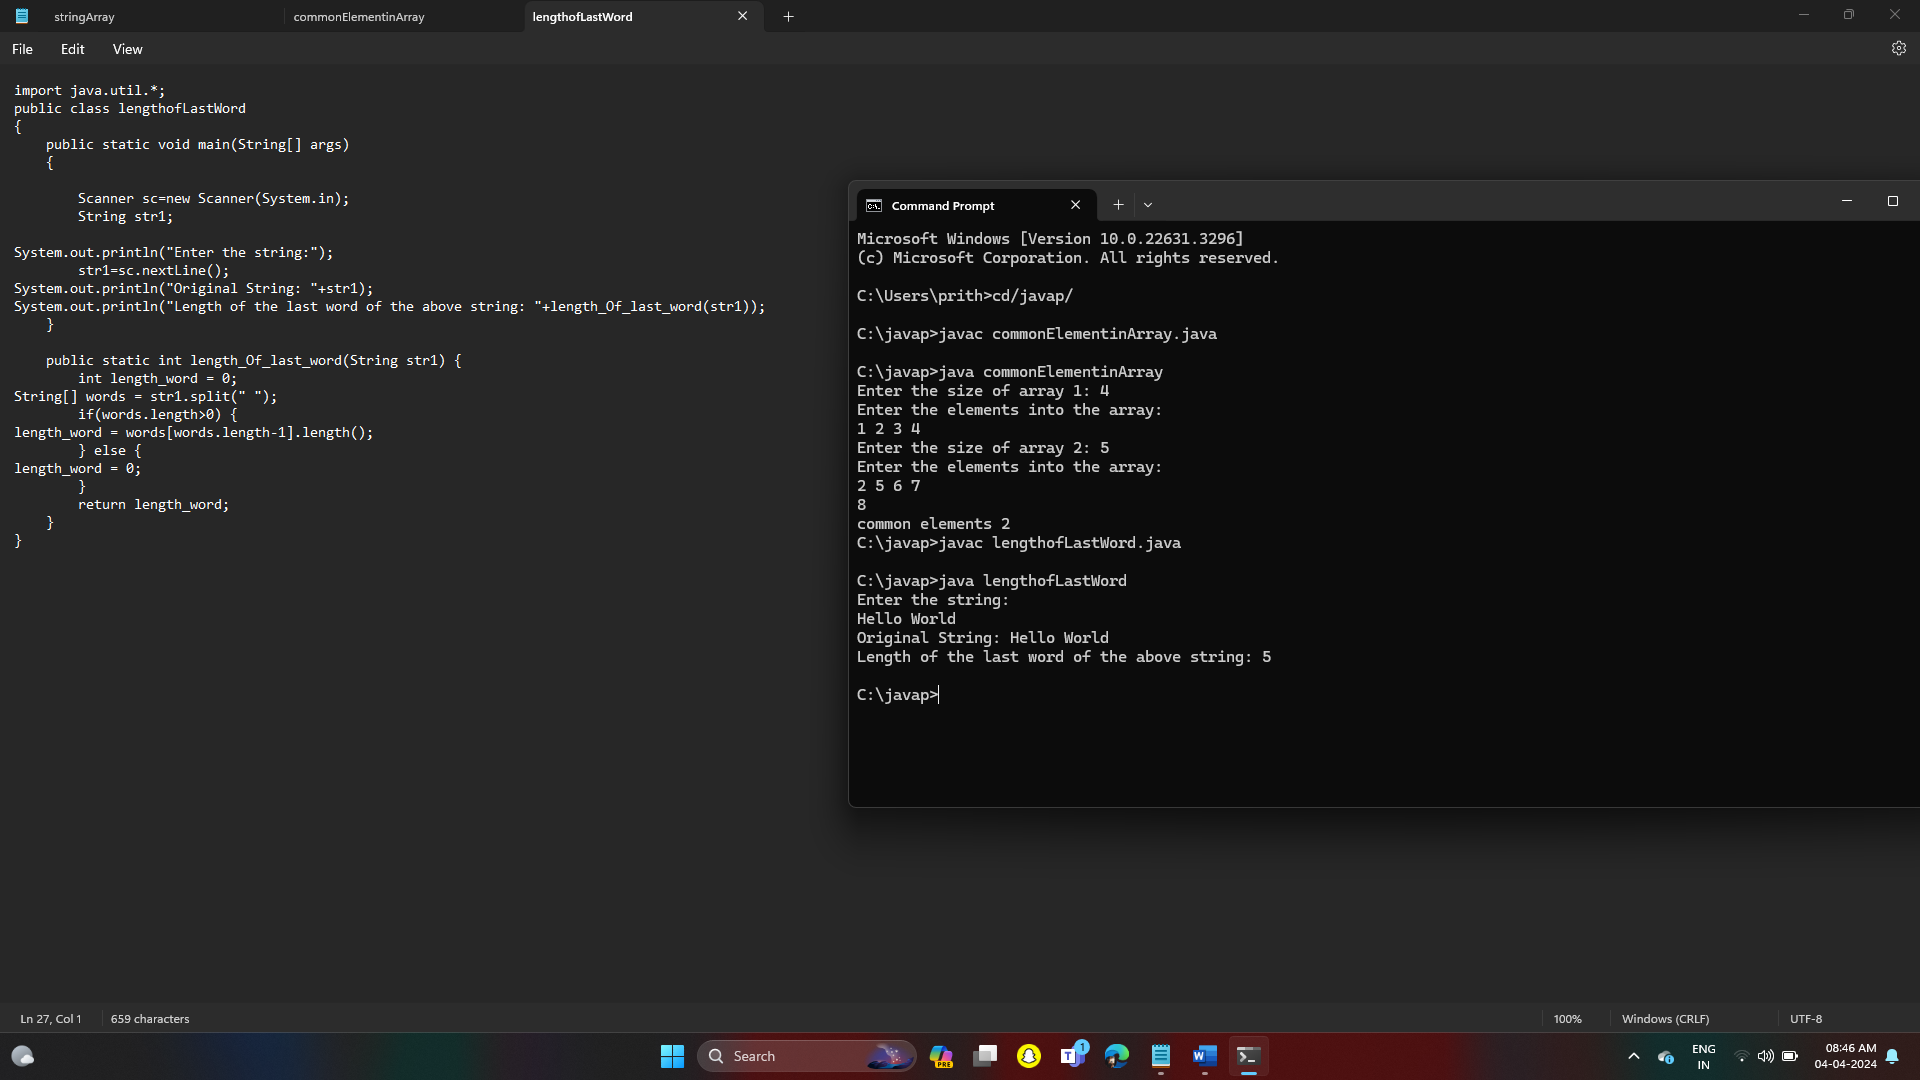 stringArray
commonElementinArray
lengthofLastWord
File Edit View
import java.util.*;
public class lengthofLastWord
{
    public static void main(String[] args)
    {
        Scanner sc=new Scanner(System.in);
        String str1;
System.out.println("Enter the string:");
        str1=sc.nextLine();
System.out.println("Original String: "+str1);
System.out.println("Length of the last word of the above string: "+length_Of_last_word(str1));
    }
    public static int length_Of_last_word(String str1) {
        int length_word = 0;
String[] words = str1.split(" ");
        if(words.length>0) {
length_word = words[words.length-1].length();
        } else {
length_word = 0;
        }
        return length_word;
    }
}
Command Prompt
Microsoft Windows [Version 10.0.22631.3296]
(c) Microsoft Corporation. All rights reserved.
C:\Users\prith>cd/javap/
C:\javap>javac commonElementinArray.java
C:\javap>java commonElementinArray
Enter the size of array 1: 4
Enter the elements into the array:
1 2 3 4
Enter the size of array 2: 5
Enter the elements into the array:
2 5 6 7
8
common elements 2
C:\javap>javac lengthofLastWord.java
C:\javap>java lengthofLastWord
Enter the string:
Hello World
Original String: Hello World
Length of the last word of the above string: 5
C:\javap>
Ln 27, Col 1 659 characters 100% Windows (CRLF) UTF-8
Search
PRE
T
1
W
ENG
IN
08:46 AM
04-04-2024